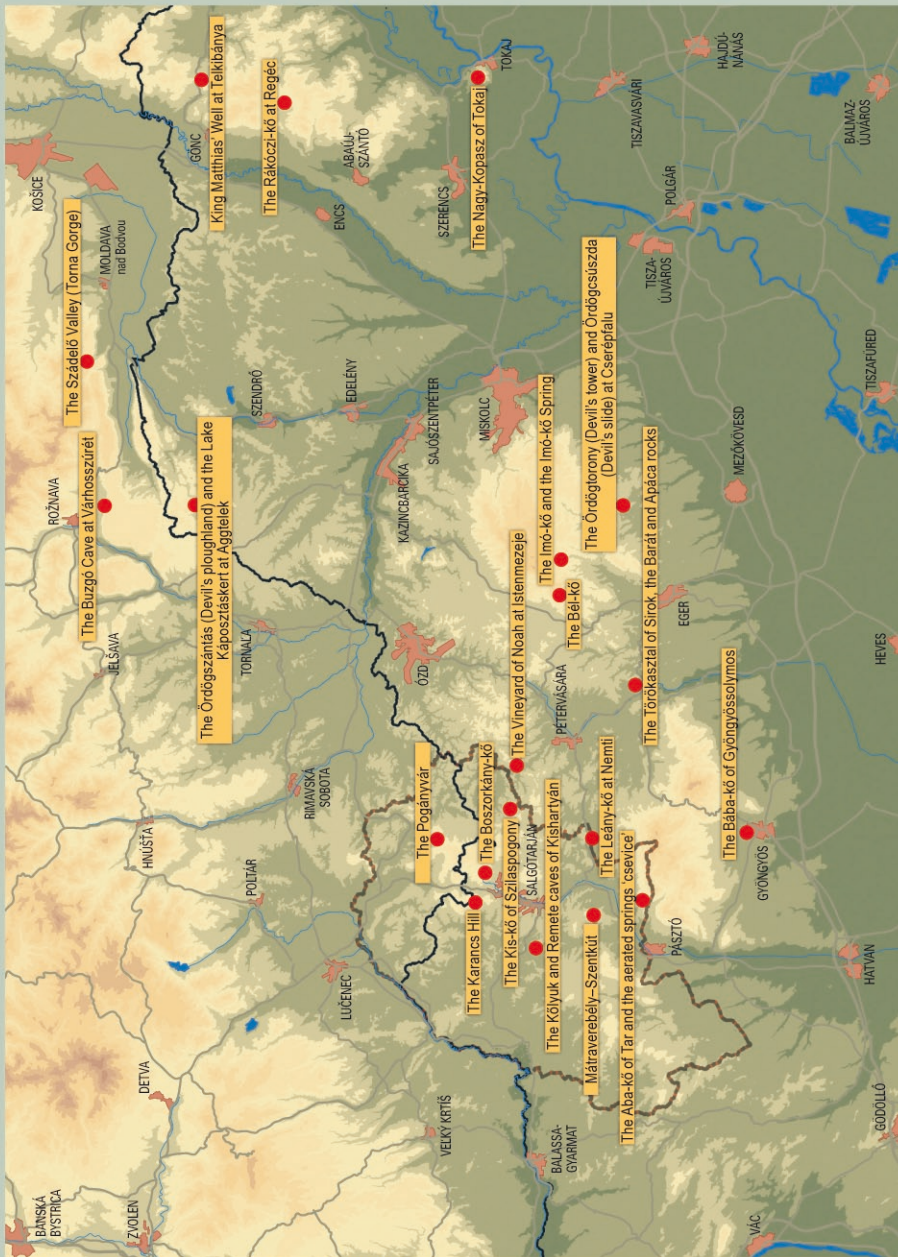 BANSKÁ
BYSTRICA
KOŠICE
ROŽNAVA
The Szádelő Valley (Torna Gorge)
The Buzgó Cave at Várhosszúrét
MOLDAVA
nad Bodvou
JELŠAVA
ZVOLEN
DETVA
HNÚŠŤA
GÖNC
The Ördögszántás (Devil's ploughland) and the Lake
Káposztáskert at Aggtelek
King Matthias' Well at Telkibánya
POLTÁR
TORNAĽA
SZENDRŐ
The Rákóczi-kő at Regéc
RIMAVSKÁ
SOBOTA
LUČENEC
ENCS
EDELÉNY
ABAÚJ-
SZÁNTÓ
KAZINCBARCIKA
SAJÓSZENTPÉTER
The Pogányvár
ÓZD
VEĽKÝ KRTÍŠ
SZERENCS
The Karancs Hill
The Boszorkány-kő
The Nagy-Kopasz of Tokaj
MISKOLC
TOKAJ
The Kis-kő of Szilaspogony
SALGÓTARJÁN
The Vineyard of Noah at Istenmezeje
BALASSA-
GYARMAT
The Kőlyuk and Remete caves of Kishartyán
The Imó-kő and the Imó-kő Spring
PÉTERVÁSÁRA
The Bél-kő
Mátraverebély–Szentkút
The Leány-kő at Nemti
The Ördögtorony (Devil's tower) and Ördögcsúszda
(Devil's slide) at Cserépfalu
The Aba-kő of Tar and the aerated springs 'csevice'
TISZAVASVÁRI
PÁSZTÓ
The Törökasztal of Sirok, the Barát and Apáca rocks
EGER
TISZA-
ÚJVÁROS
POLGÁR
HAJDÚ-
NÁNÁS
The Bába-kő of Gyöngyössolymos
MEZŐKÖVESD
VÁC
GYÖNGYÖS
HATVAN
BALMAZ-
ÚJVÁROS
GÖDÖLLŐ
HEVES
TISZAFÜRED